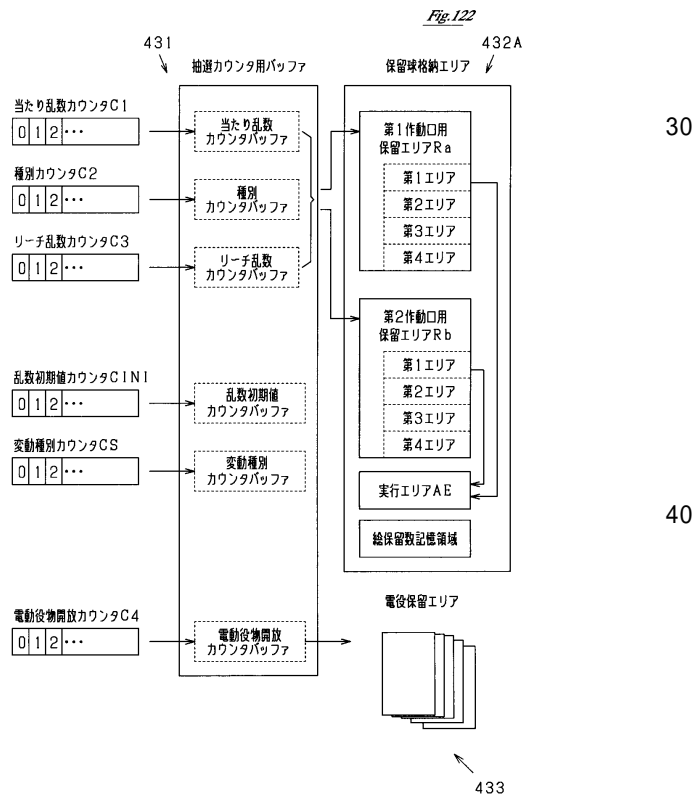 Fig.122
431
432A
抽選カウンタ用バッファ
保留球格納エリア
当たり乱数カウンタC1
0 1 2 ・・・
当たり乱数
カウンタバッファ
種別カウンタC2
0 1 2 ・・・
種別
カウンタバッファ
リーチ乱数カウンタC3
0 1 2 ・・・
リーチ乱数
カウンタバッファ
乱数初期値カウンタCINI
0 1 2 ・・・
乱数初期値
カウンタバッファ
変動種別カウンタCS
0 1 2 ・・・
変動種別
カウンタバッファ
電動役物開放カウンタC4
0 1 2 ・・・
電動役物開放
カウンタバッファ
第1作動口用
保留エリアRa
第1エリア
第2エリア
第3エリア
第4エリア
第2作動口用
保留エリアRb
第1エリア
第2エリア
第3エリア
第4エリア
実行エリアAE
総保留数記憶領域
電役保留エリア
433
30
40